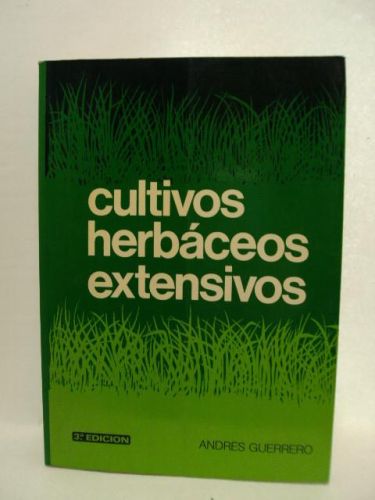 cultivos
herbáceos
extensivos
3.ª EDICION
ANDRES GUERRERO